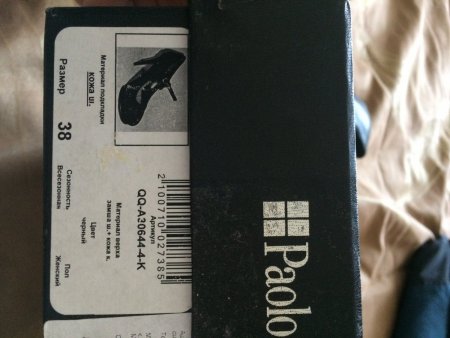 Размер
38
Сезонность
Всесезонная
Пол
Женский
Материал подкладки
кожа ш.
Цвет
черный
Материал верха
замша ш.+ кожа к.
Артикул
QQ-A30644-4-K
2100710027385
Paolo